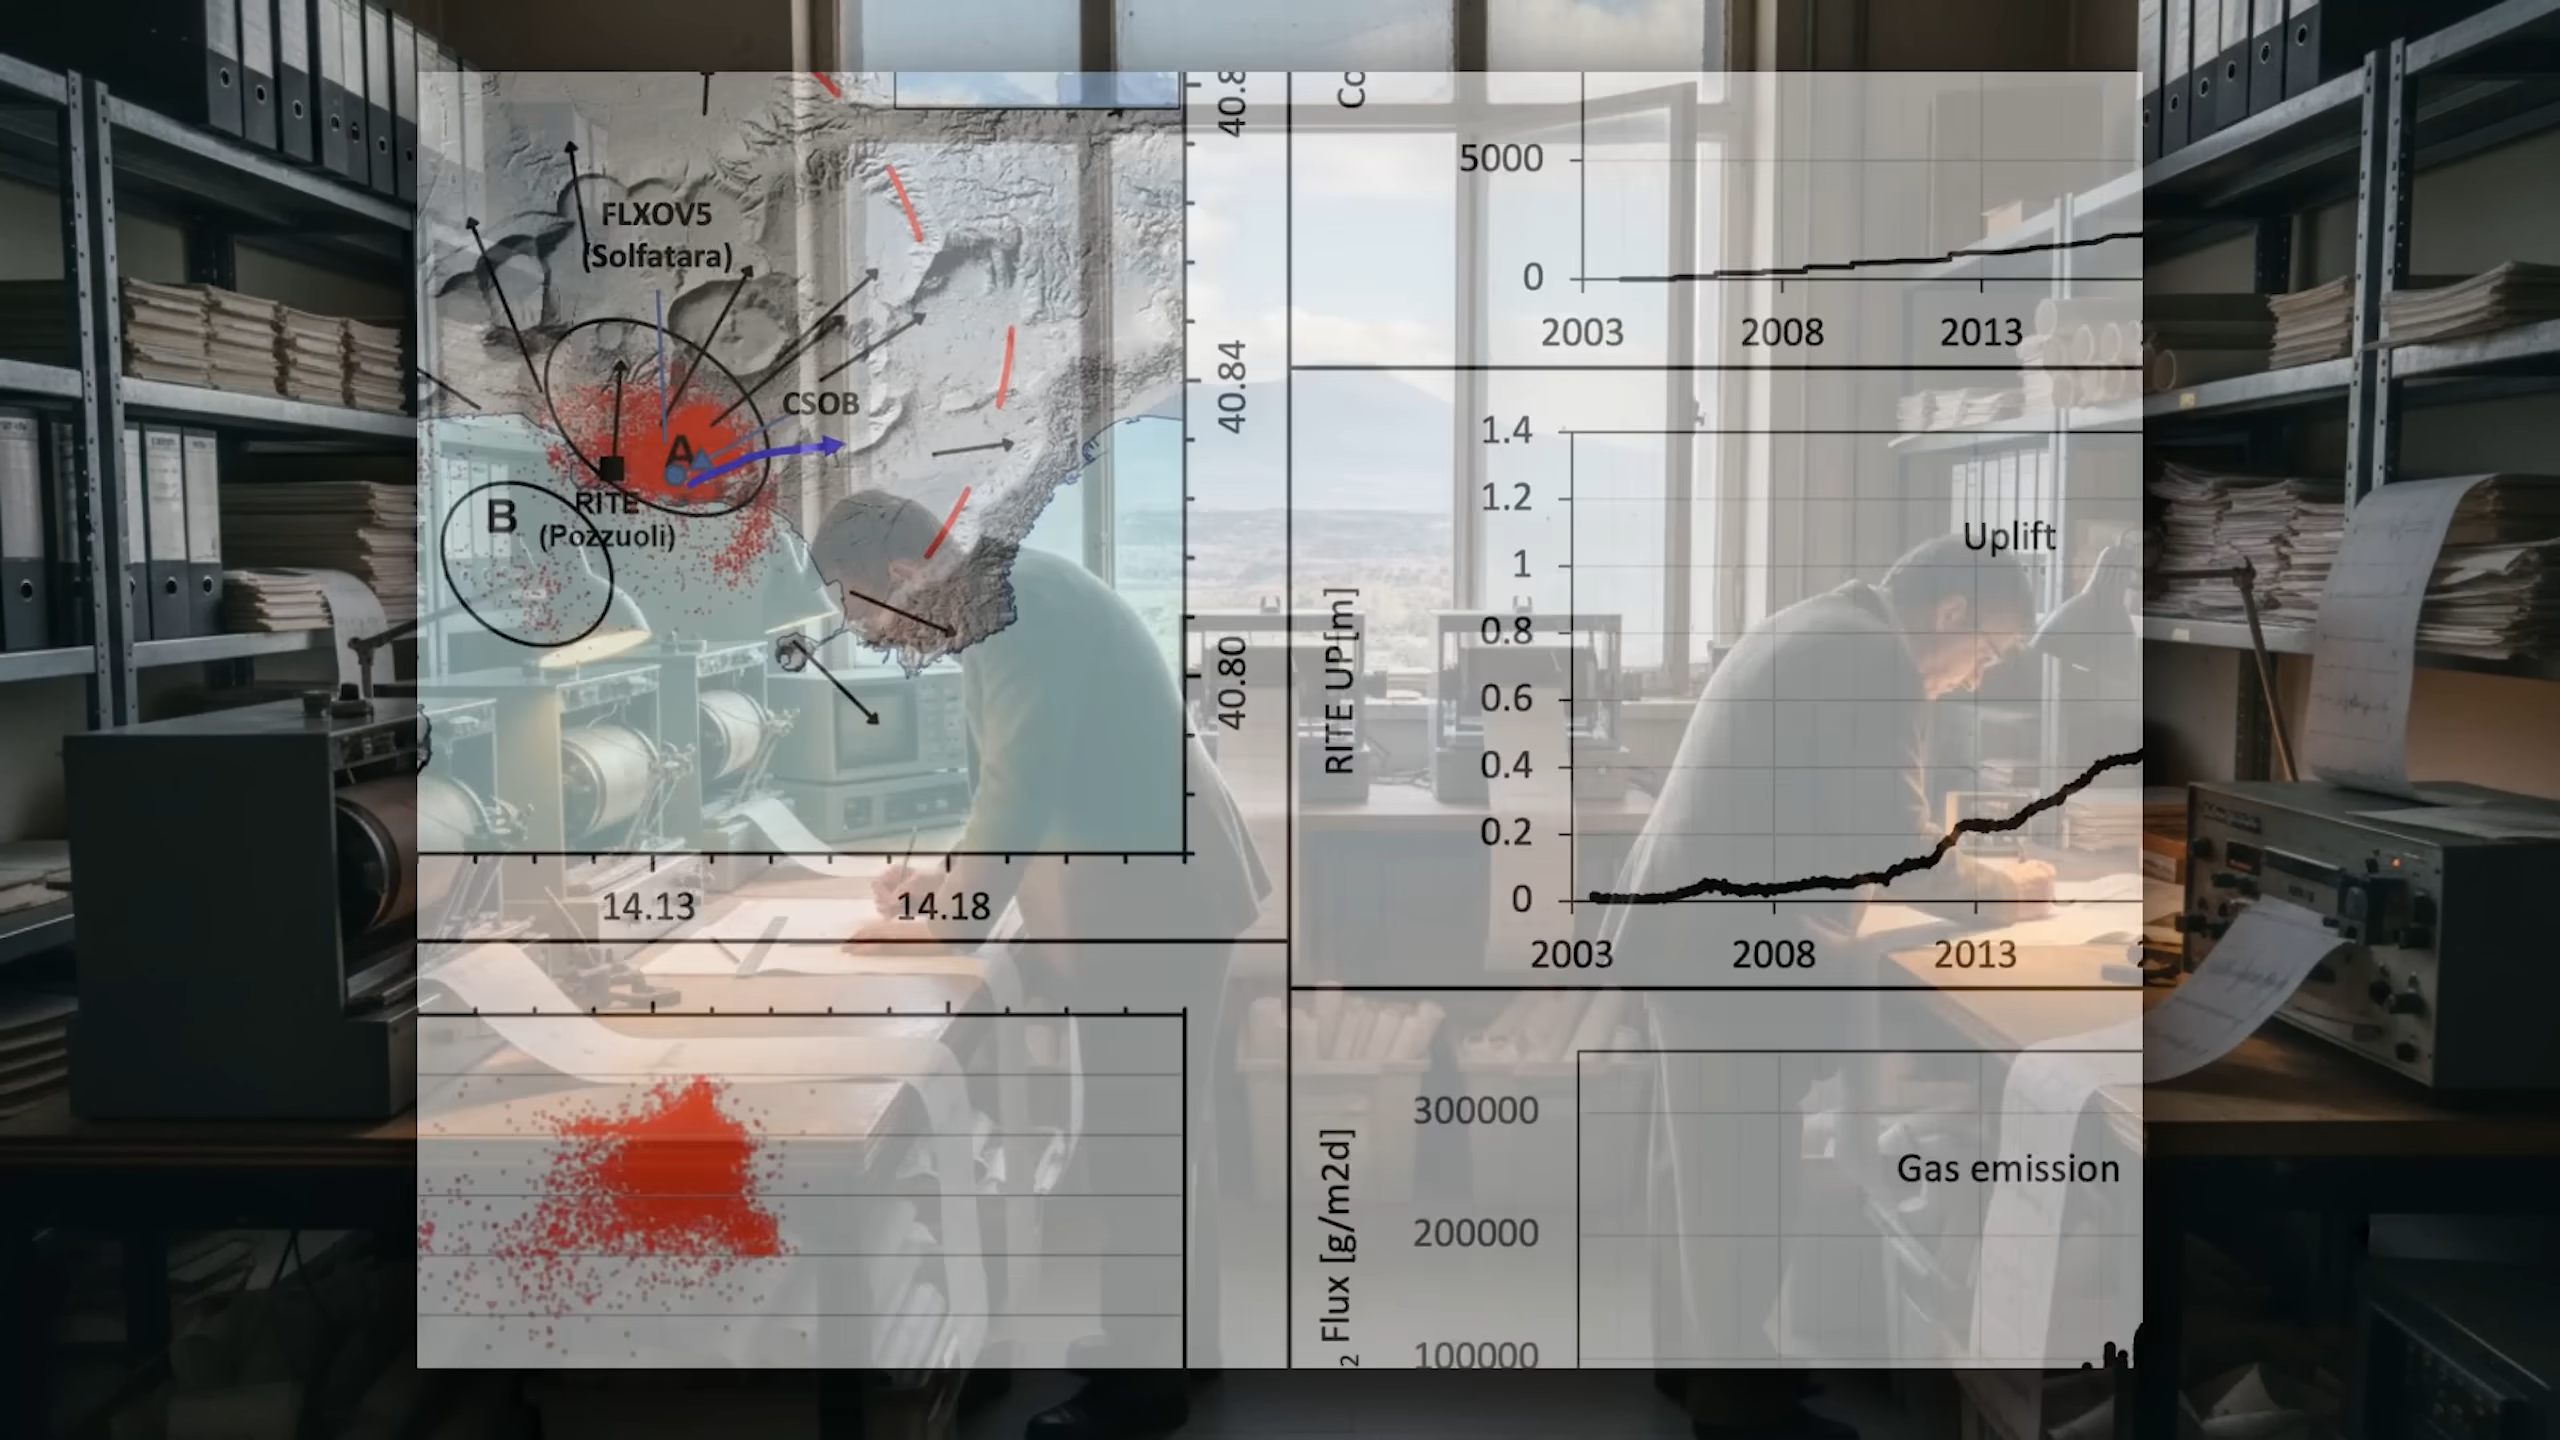 FLXOV5
(Solfatara)
CSOB
A
RITE
(Pozzuoli)
B
40.8
40.84
40.80
14.13
14.18
Co
5000
0
2003
2008
2013
RITE UP[m]
1.4
1.2
1
0.8
0.6
0.4
0.2
0
Uplift
2003
2008
2013
2 Flux [g/m2d]
300000
200000
100000
Gas emission